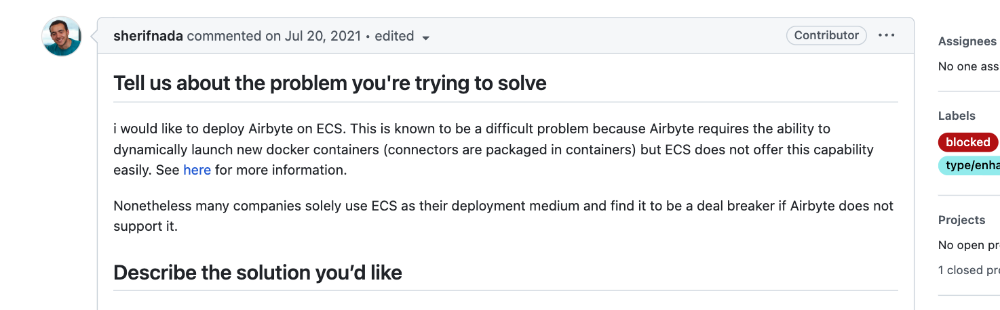 sherifnada commented on Jul 20, 2021 • edited
Contributor
Tell us about the problem you're trying to solve
i would like to deploy Airbyte on ECS. This is known to be a difficult problem because Airbyte requires the ability to
dynamically launch new docker containers (connectors are packaged in containers) but ECS does not offer this capability
easily. See here for more information.
Nonetheless many companies solely use ECS as their deployment medium and find it to be a deal breaker if Airbyte does not
support it.
Describe the solution you’d like
Assignees
No one ass
Labels
blocked
type/enha
Projects
No open pr
1 closed pro